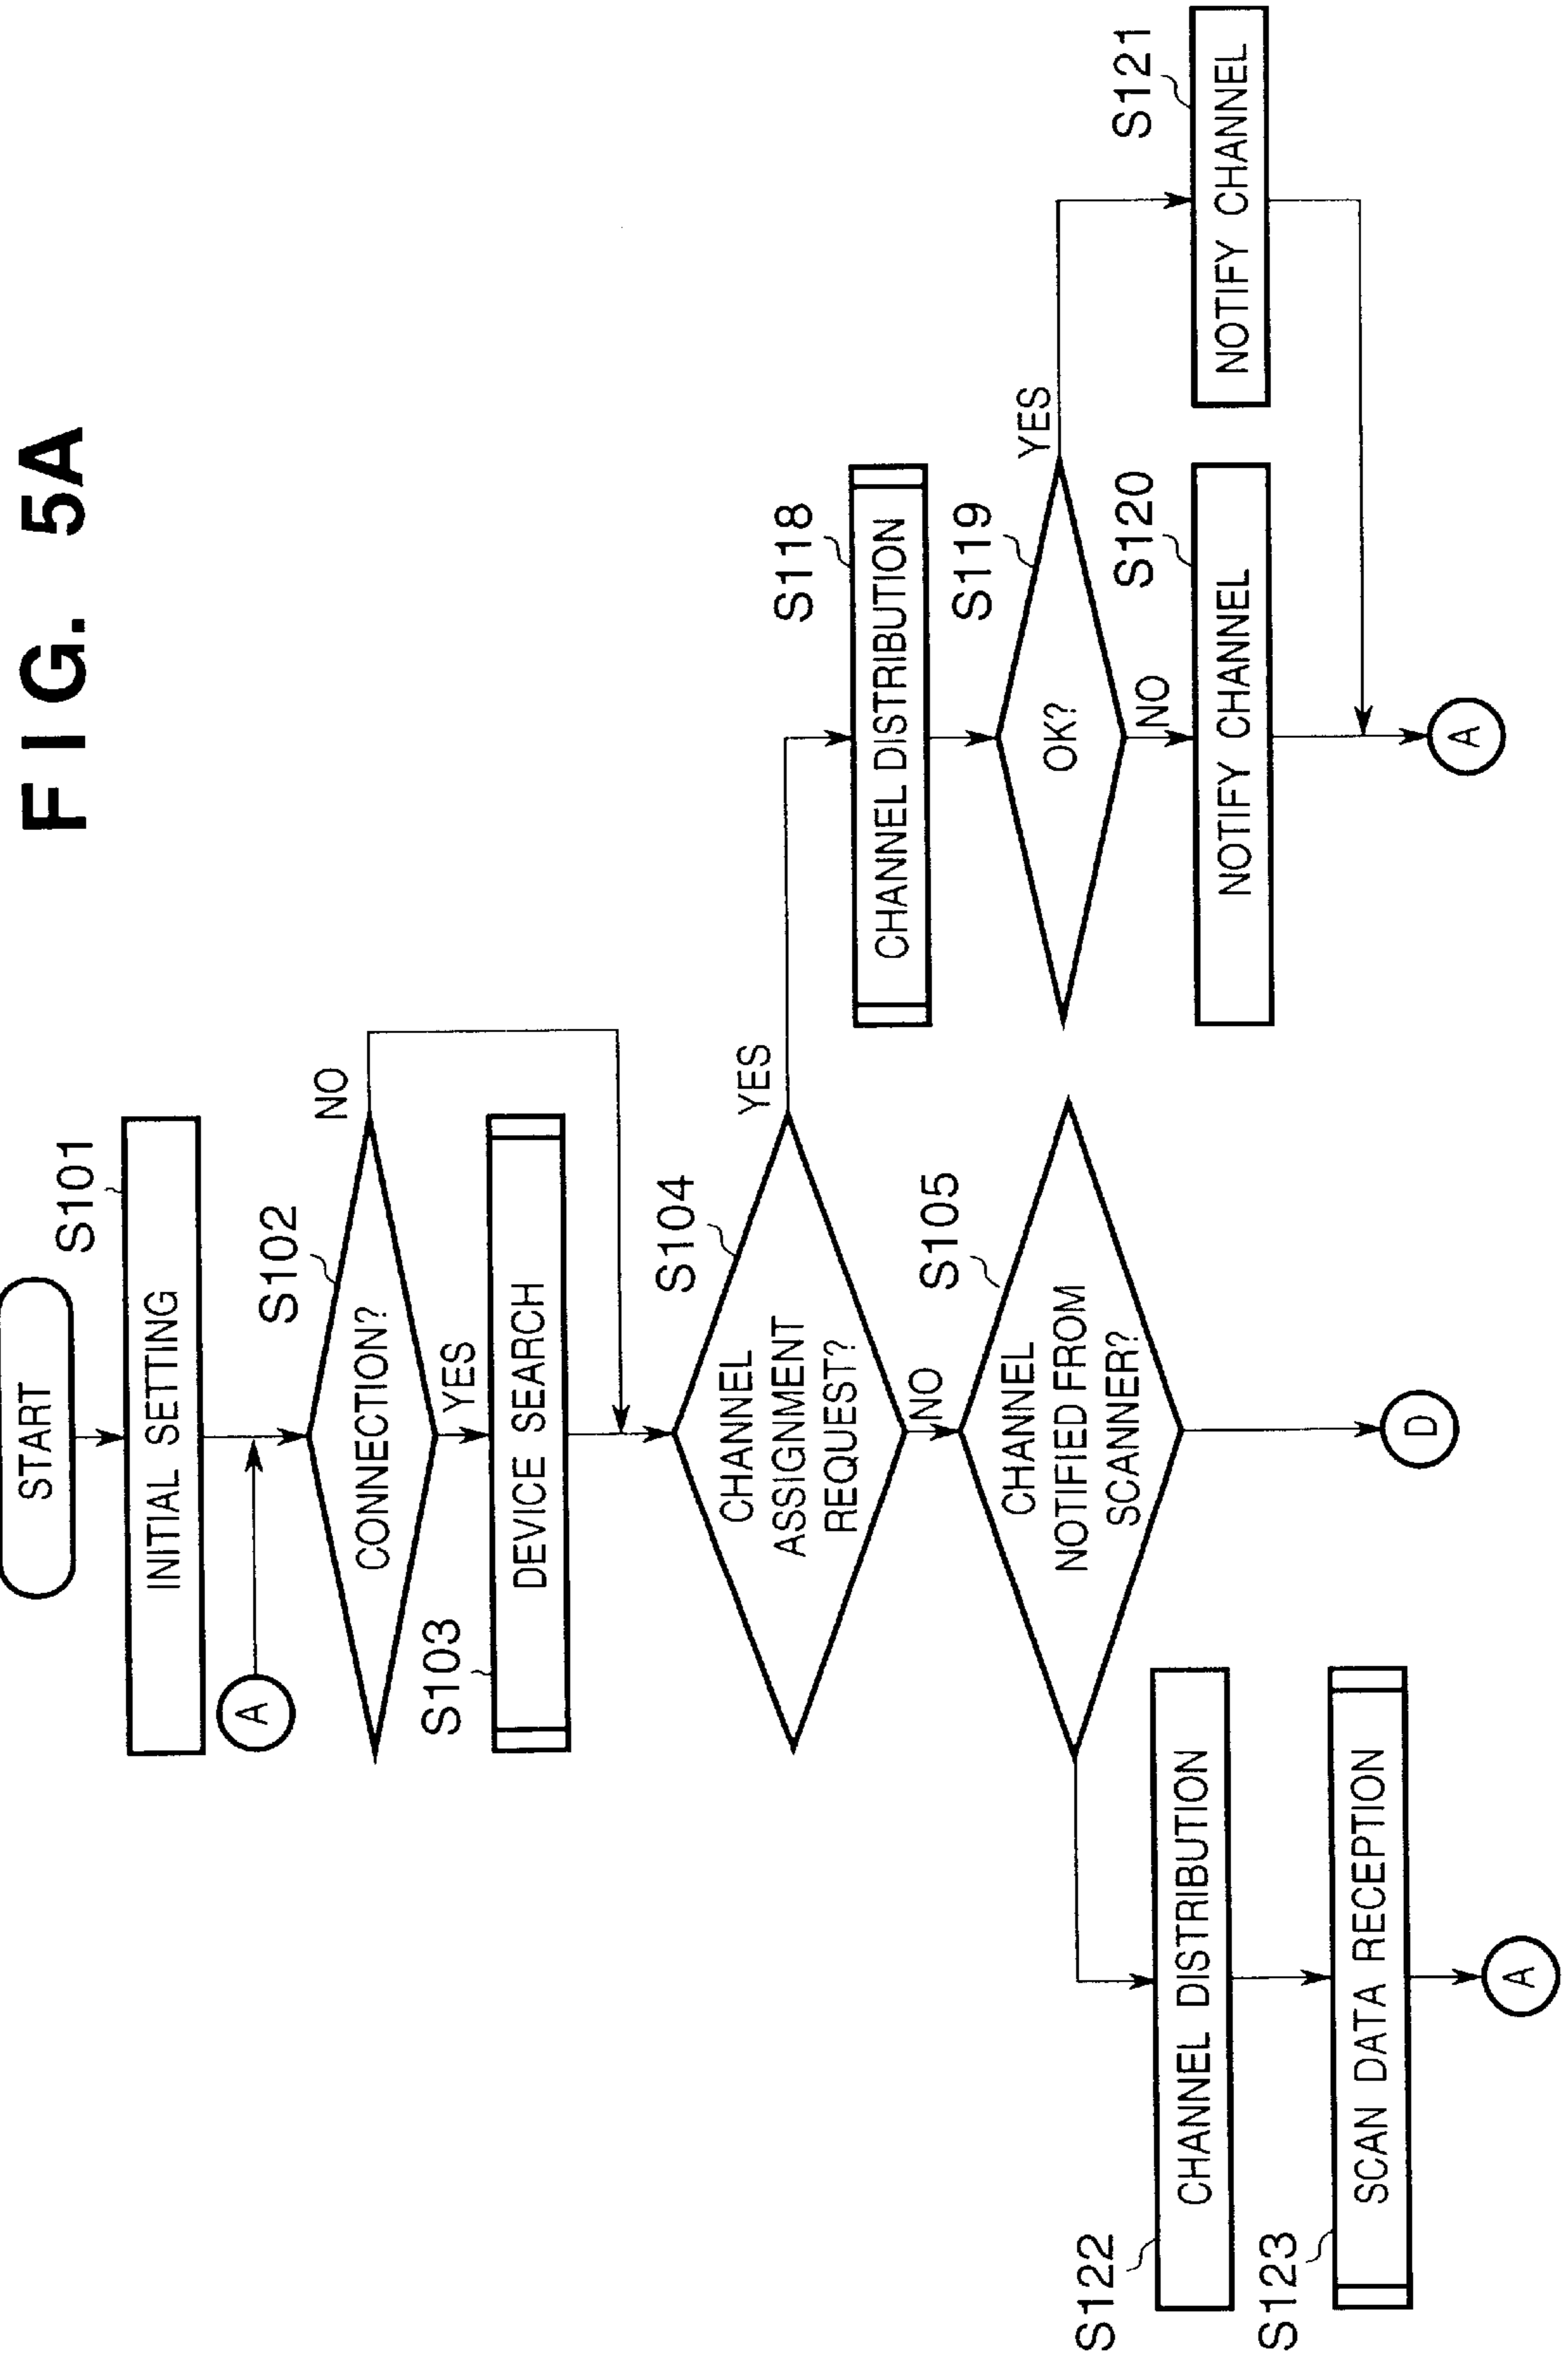 FIG. 5A
START
S101
INITIAL SETTING
A
S102
CONNECTION?
NO
YES
S103
DEVICE SEARCH
S104
CHANNEL
ASSIGNMENT
REQUEST?
YES
NO
S105
CHANNEL
NOTIFIED FROM
SCANNER?
D
S118
CHANNEL DISTRIBUTION
S119
OK?
YES
NO
S120
NOTIFY CHANNEL
S121
NOTIFY CHANNEL
A
S122
CHANNEL DISTRIBUTION
S123
SCAN DATA RECEPTION
A